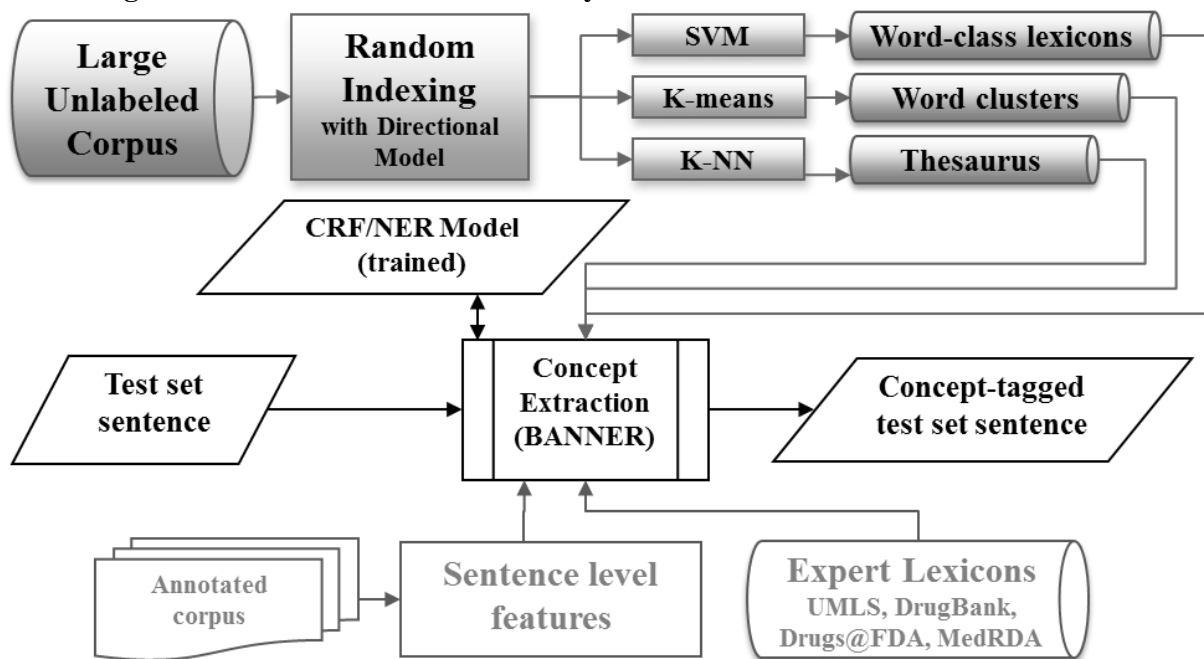 Large
Unlabeled
Corpus
Random
Indexing
with Directional
Model
SVM
K-means
K-NN
Word-class lexicons
Word clusters
Thesaurus
CRF/NER Model
(trained)
Test set
sentence
Concept
Extraction
(BANNER)
Concept-tagged
test set sentence
Annotated
corpus
Sentence level
features
Expert Lexicons
UMLS, DrugBank,
Drugs@FDA, MedRDA